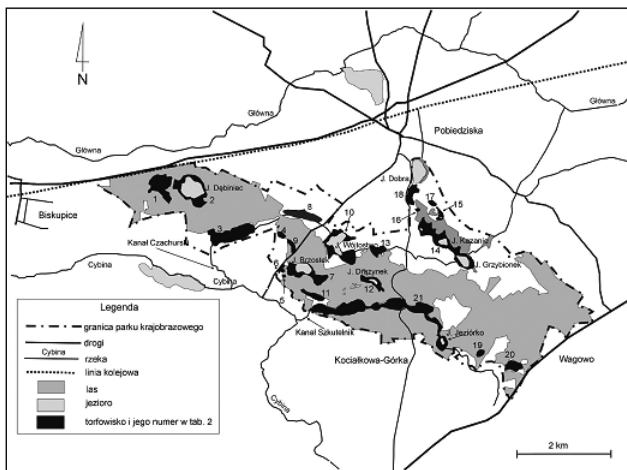 N
Główna
Główna
Główna
Pobiedziska
Biskupice
J. Dębiniec
J. Dobra
1
2
3
4
8
10
18
17
15
16
14
J. Kazanie
J. Grzybionek
Kanał Czachurski
J. Wójtostwo
13
9
J. Brzostek
6
7
J. Drążynek
12
5
11
21
Cybina
Cybina
Kanał Szkutelnik
J. Jeziórko
Kociałkowa-Górka
19
20
Wagowo
Cybina
Legenda
granica parku krajobrazowego
drogi
Cybina
rzeka
linia kolejowa
las
jezioro
torfowisko i jego numer w tab. 2
2 km